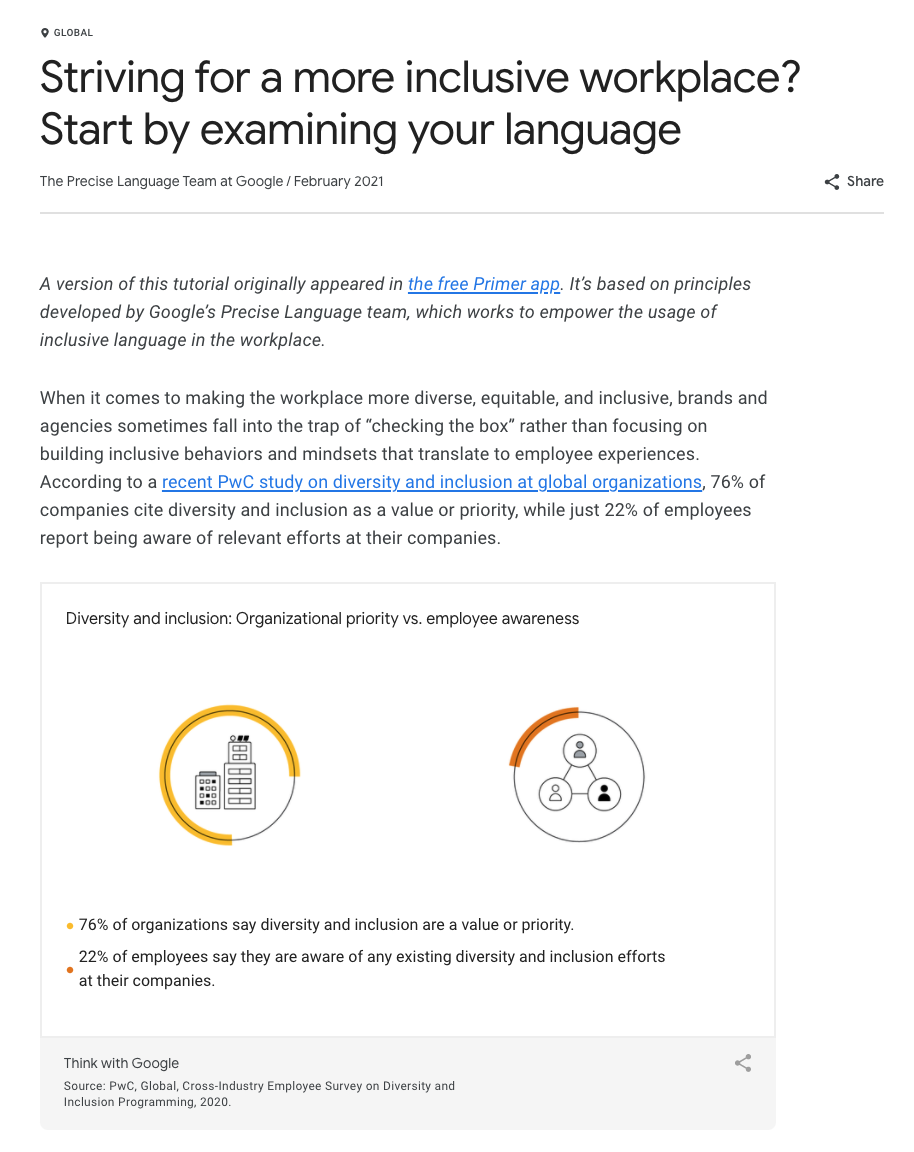 GLOBAL
Striving for a more inclusive workplace?
Start by examining your language
The Precise Language Team at Google / February 2021
Share
A version of this tutorial originally appeared in the free Primer app. It’s based on principles
developed by Google’s Precise Language team, which works to empower the usage of
inclusive language in the workplace.
When it comes to making the workplace more diverse, equitable, and inclusive, brands and
agencies sometimes fall into the trap of “checking the box” rather than focusing on
building inclusive behaviors and mindsets that translate to employee experiences.
According to a recent PwC study on diversity and inclusion at global organizations, 76% of
companies cite diversity and inclusion as a value or priority, while just 22% of employees
report being aware of relevant efforts at their companies.
Diversity and inclusion: Organizational priority vs. employee awareness
76% of organizations say diversity and inclusion are a value or priority.
22% of employees say they are aware of any existing diversity and inclusion efforts
at their companies.
Think with Google
Source: PwC, Global, Cross-Industry Employee Survey on Diversity and
Inclusion Programming, 2020.